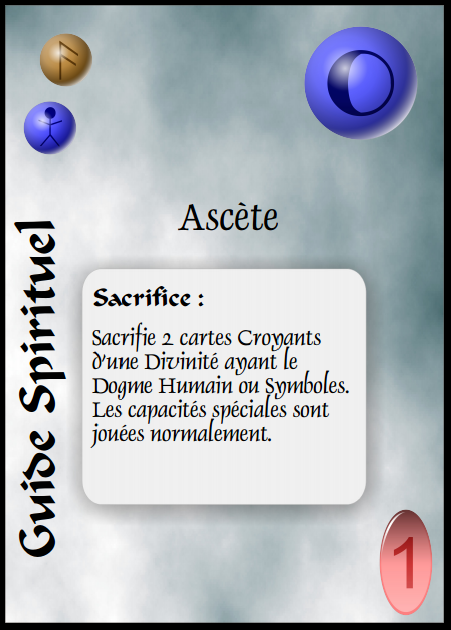 Ascète
Guide Spirituel
Sacrifice :
Sacrifie 2 cartes Croyants
d'une Divinité ayant le
Dogme Humain ou Symboles.
Les capacités spéciales sont
jouées normalement.
1